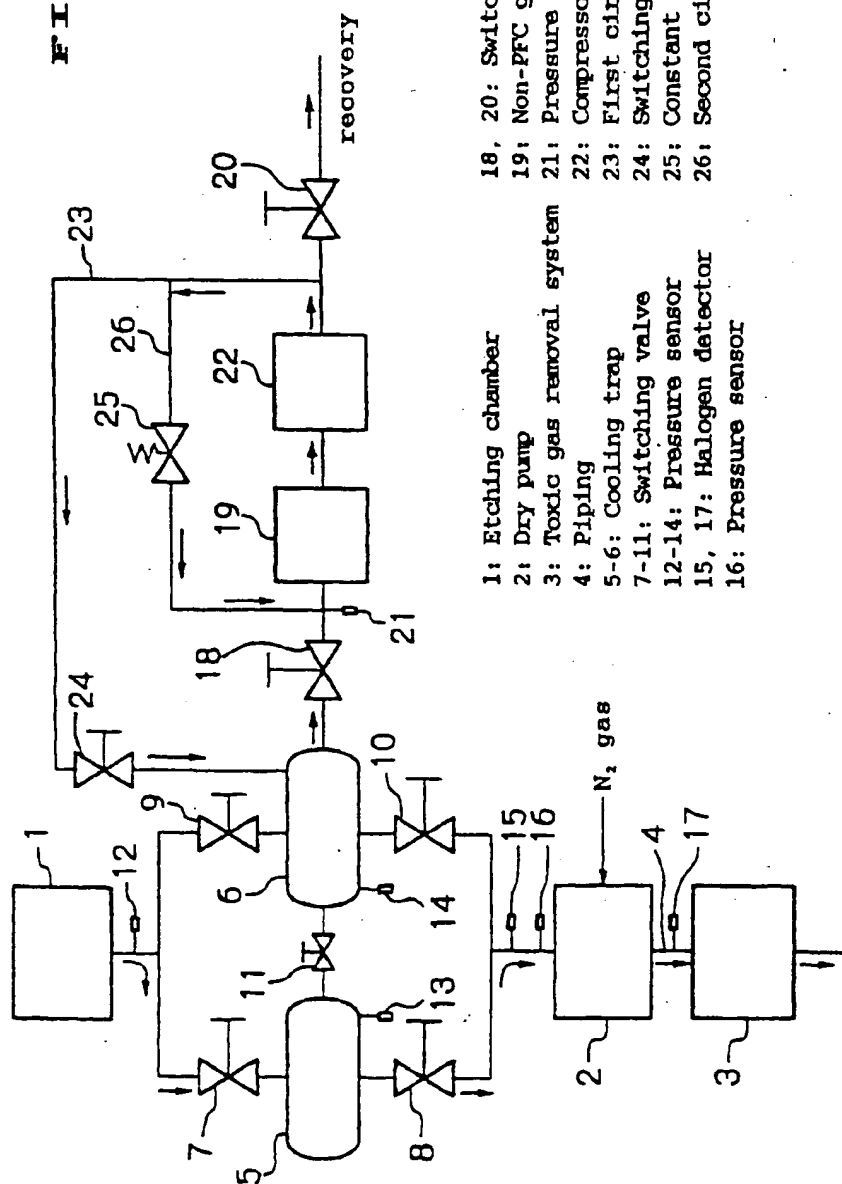 FI
1
12
9
24
23
26
25
20
recovery
22
19
18
21
7
5
8
11
13
6
14
10
15
16
N₂ gas
2
4
17
3
1: Etching chamber
2: Dry pump
3: Toxic gas removal system
4: Piping
5-6: Cooling trap
7-11: Switching valve
12-14: Pressure sensor
15, 17: Halogen detector
16: Pressure sensor
18, 20: Switc
19: Non-PFC g
21: Pressure
22: Compresso
23: First cir
24: Switching
25: Constant
26: Second ci